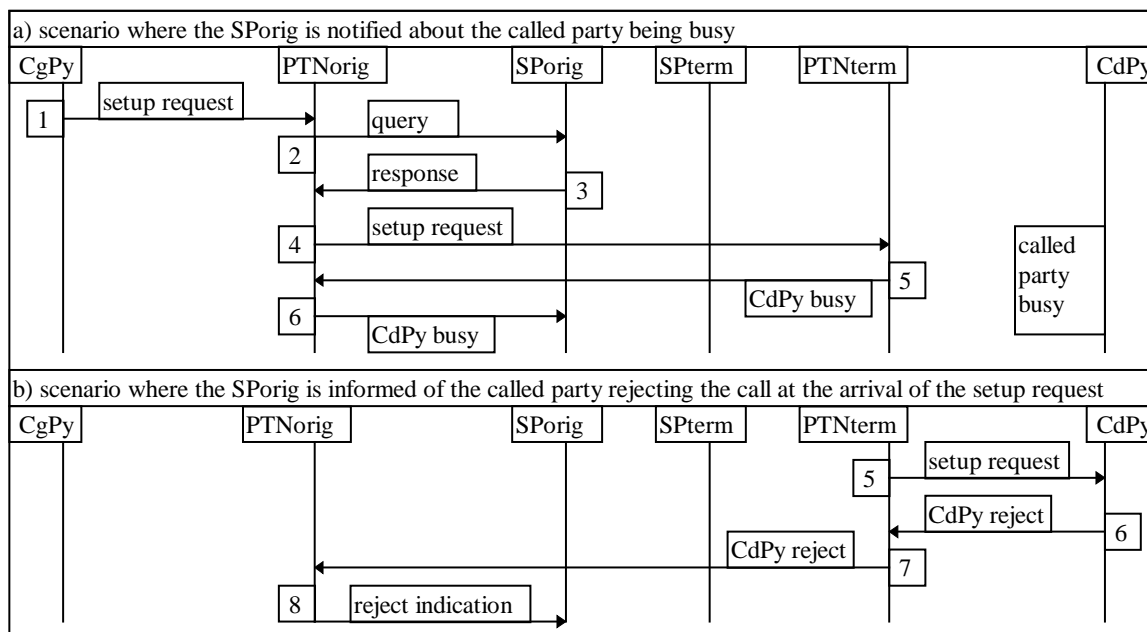 a) scenario where the SPorig is notified about the called party being busy
CgPy PTNorig SPorig SPterm PTNterm CdPy
1 setup request
query
2
response
3
setup request
4
called
party
busy
5
CdPy busy
6
CdPy busy
b) scenario where the SPorig is informed of the called party rejecting the call at the arrival of the setup request
CgPy PTNorig SPorig SPterm PTNterm CdPy
5 setup request
CdPy reject
6
CdPy reject
7
8 reject indication